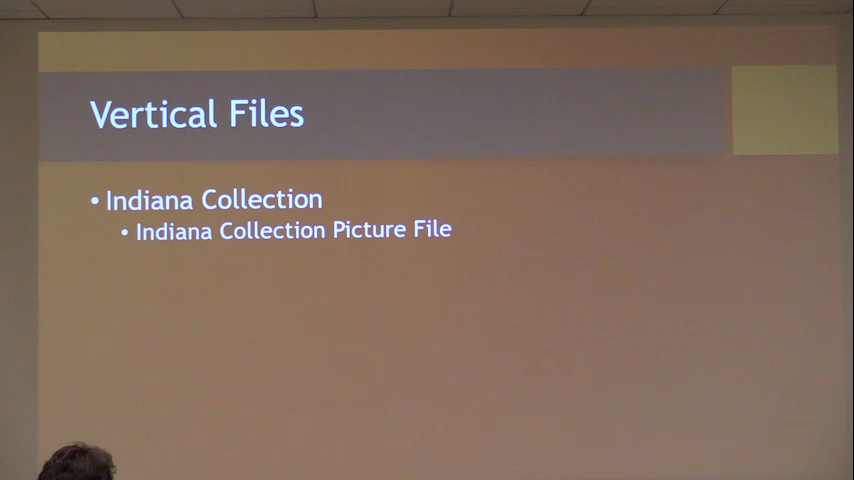 Vertical Files
• Indiana Collection
• Indiana Collection Picture File